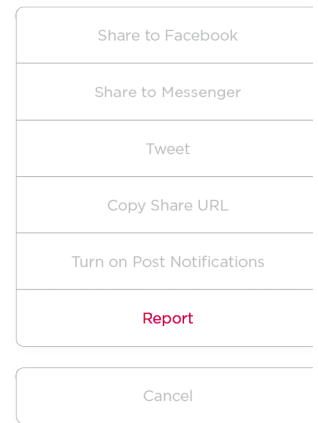 Share to Facebook
Share to Messenger
Tweet
Copy Share URL
Turn on Post Notifications
Report
Cancel